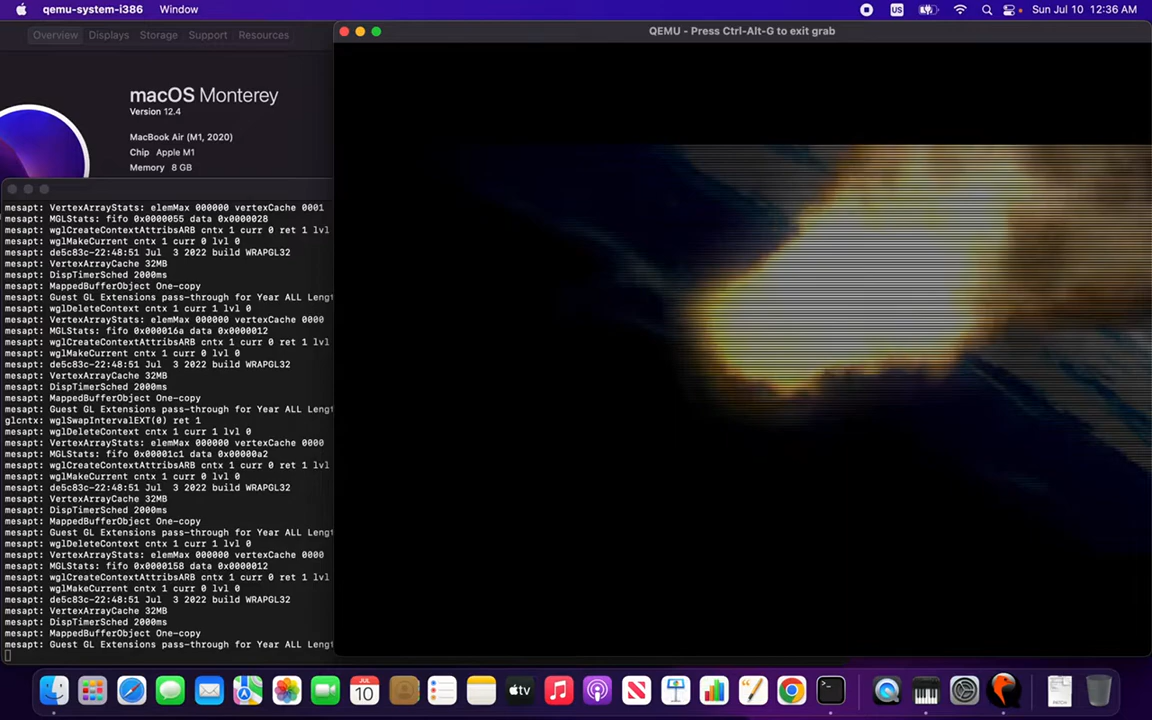 qemu-system-i386 Window US Sun Jul 10 12:36 AM
Overview Displays Storage Support Resources
QEMU - Press Ctrl-Alt-G to exit grab
macOS Monterey
Version 12.4
MacBook Air (M1, 2020)
Chip Apple M1
Memory 8 GB
mesapt: VertexArrayStats: elemMax 000000 vertexCache 0001
mesapt: MGLStats: fifo 0x0000055 data 0x0000028
mesapt: wglCreateContextAttribsARB cntx 1 curr 0 ret 1 lvl
mesapt: wglMakeCurrent cntx 1 curr 0 lvl 0
mesapt: de5c83c-22:48:51 Jul 3 2022 build WRAPGL32
mesapt: VertexArrayCache 32MB
mesapt: DispTimerSched 2000ms
mesapt: MappedBufferObject One-copy
mesapt: Guest GL Extensions pass-through for Year ALL Lengt
mesapt: wglDeleteContext cntx 1 curr 1 lvl 0
mesapt: VertexArrayStats: elemMax 000000 vertexCache 0000
mesapt: MGLStats: fifo 0x000016a data 0x0000012
mesapt: wglCreateContextAttribsARB cntx 1 curr 0 ret 1 lvl
mesapt: wglMakeCurrent cntx 1 curr 0 lvl 0
mesapt: de5c83c-22:48:51 Jul 3 2022 build WRAPGL32
mesapt: VertexArrayCache 32MB
mesapt: DispTimerSched 2000ms
mesapt: MappedBufferObject One-copy
mesapt: Guest GL Extensions pass-through for Year ALL Lengt
glcntx: wglSwapIntervalEXT(0) ret 1
mesapt: wglDeleteContext cntx 1 curr 1 lvl 0
mesapt: VertexArrayStats: elemMax 000000 vertexCache 0000
mesapt: MGLStats: fifo 0x00001c1 data 0x00000a2
mesapt: wglCreateContextAttribsARB cntx 1 curr 0 ret 1 lvl
mesapt: wglMakeCurrent cntx 1 curr 0 lvl 0
mesapt: de5c83c-22:48:51 Jul 3 2022 build WRAPGL32
mesapt: VertexArrayCache 32MB
mesapt: DispTimerSched 2000ms
mesapt: MappedBufferObject One-copy
mesapt: Guest GL Extensions pass-through for Year ALL Lengt
mesapt: wglDeleteContext cntx 1 curr 1 lvl 0
mesapt: VertexArrayStats: elemMax 000000 vertexCache 0000
mesapt: MGLStats: fifo 0x0000158 data 0x0000012
mesapt: wglCreateContextAttribsARB cntx 1 curr 0 ret 1 lvl
mesapt: wglMakeCurrent cntx 1 curr 0 lvl 0
mesapt: de5c83c-22:48:51 Jul 3 2022 build WRAPGL32
mesapt: VertexArrayCache 32MB
mesapt: DispTimerSched 2000ms
mesapt: MappedBufferObject One-copy
mesapt: Guest GL Extensions pass-through for Year ALL Lengt
JUL
10
tv